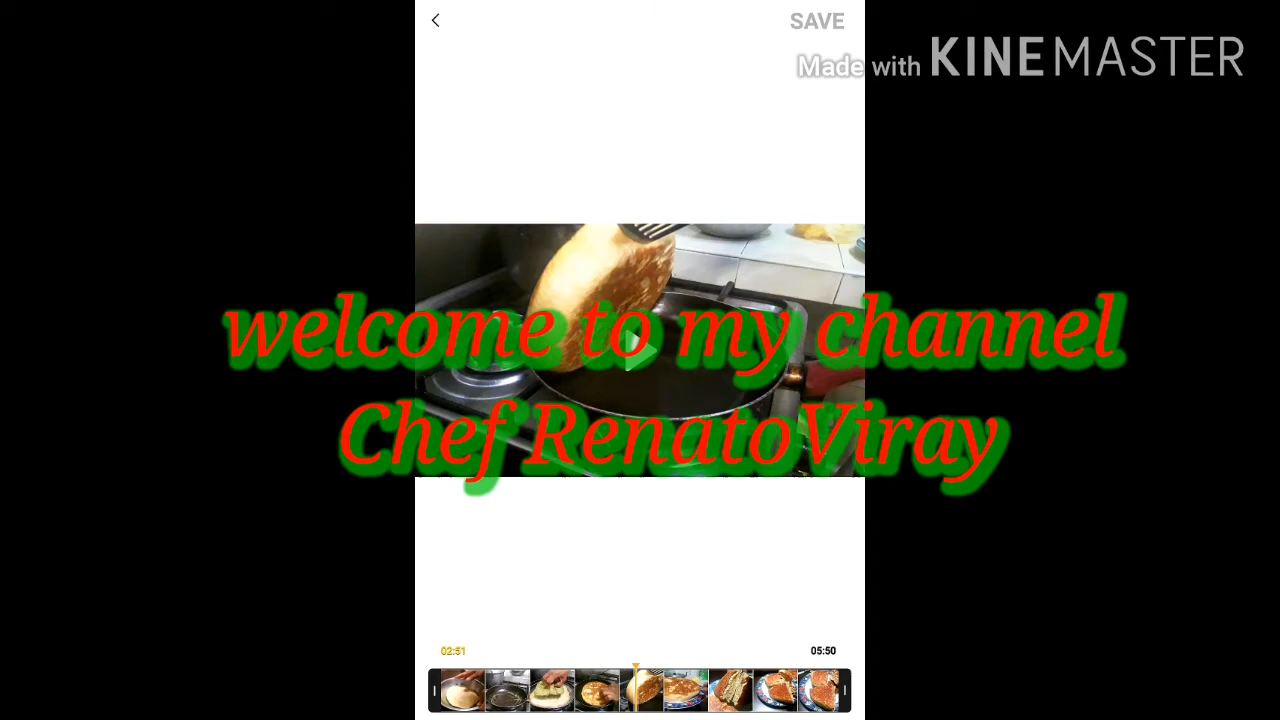 SAVE
Made with KINEMASTER
welcome to my channel
Chef RenatoViray
02:51
05:50